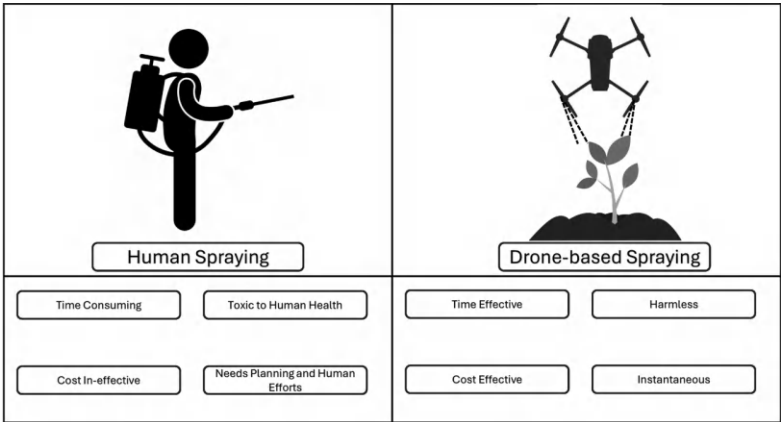 Human Spraying
Drone-based Spraying
Time Consuming
Toxic to Human Health
Time Effective
Harmless
Cost In-effective
Needs Planning and Human
Efforts
Cost Effective
Instantaneous